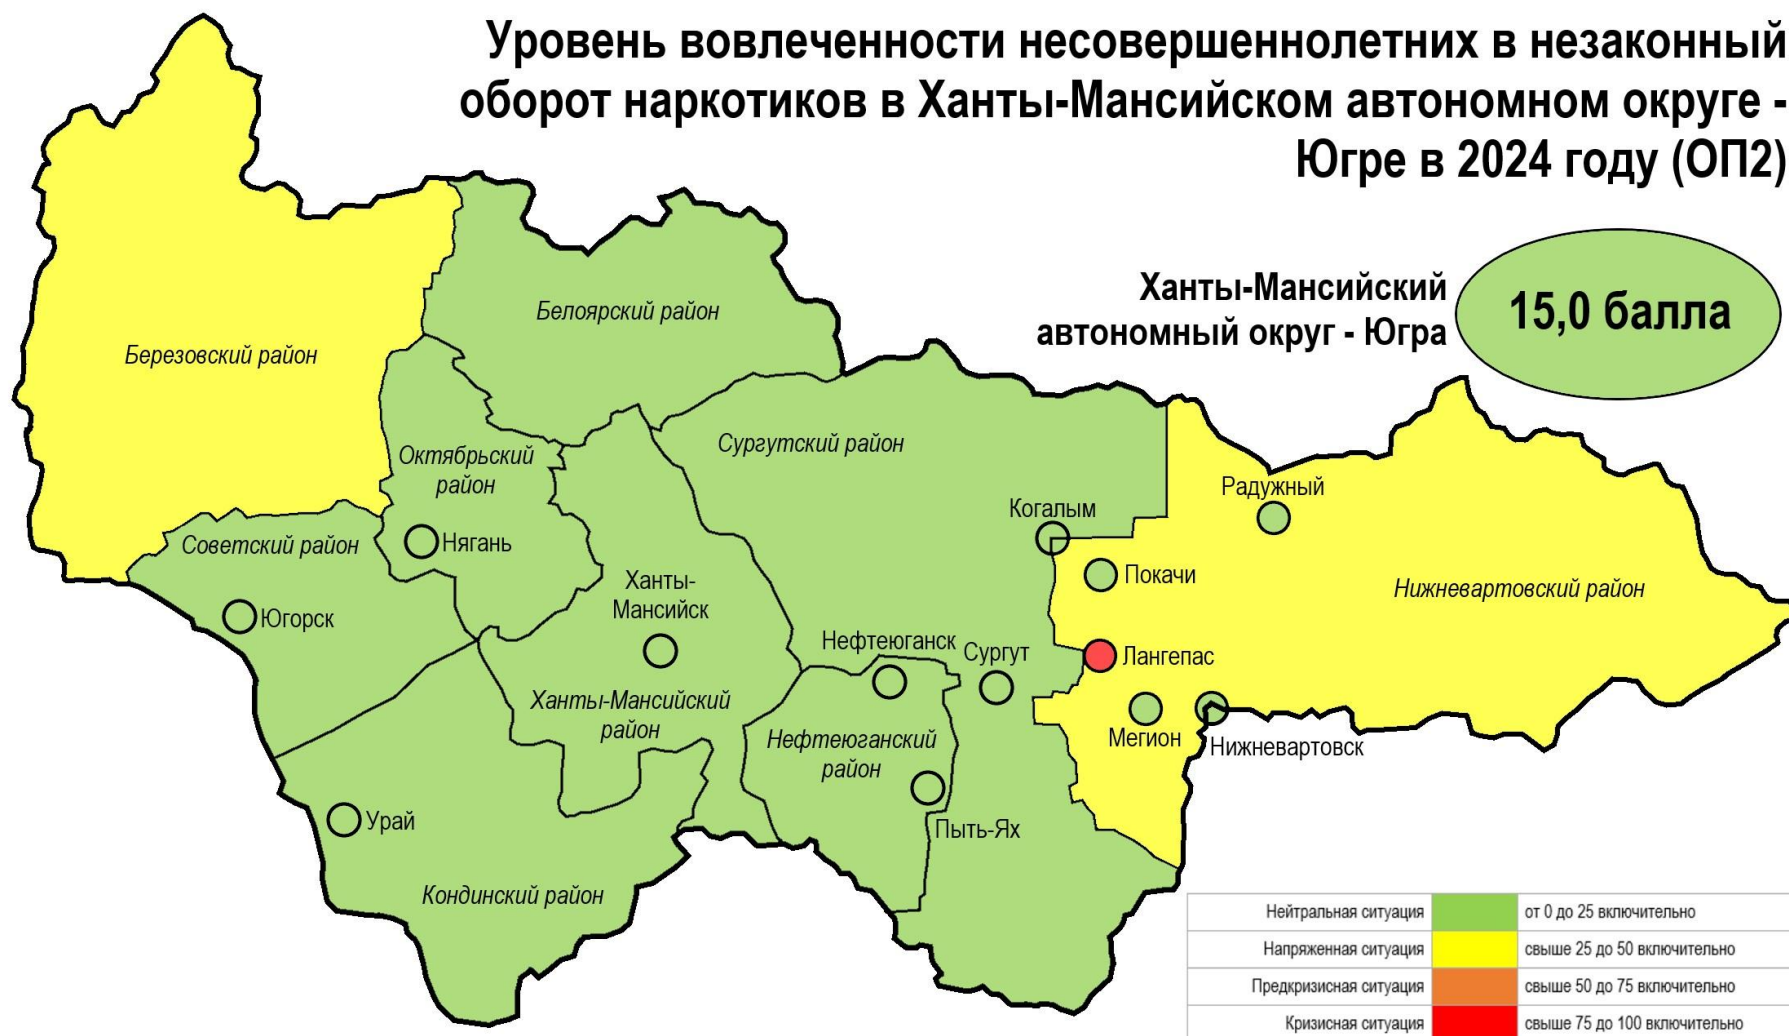 Уровень вовлеченности несовершеннолетних в незаконный
оборот наркотиков в Ханты-Мансийском автономном округе -
Югре в 2024 году (ОП2)
Ханты-Мансийский
автономный округ - Югра
15,0 балла
Белоярский район
Березовский район
Сургутский район
Октябрьский
район
Радужный
Когалым
Советский район
Нягань
Ханты-
Мансийск
Покачи
Нижневартовский район
Югорск
Нефтеюганск
Сургут
Лангепас
Ханты-Мансийский
район
Нефтеюганский
район
Мегион
Нижневартовск
Урай
Пыть-Ях
Кондинский район
Нейтральная ситуация от 0 до 25 включительно
Напряженная ситуация свыше 25 до 50 включительно
Предкризисная ситуация свыше 50 до 75 включительно
Кризисная ситуация свыше 75 до 100 включительно